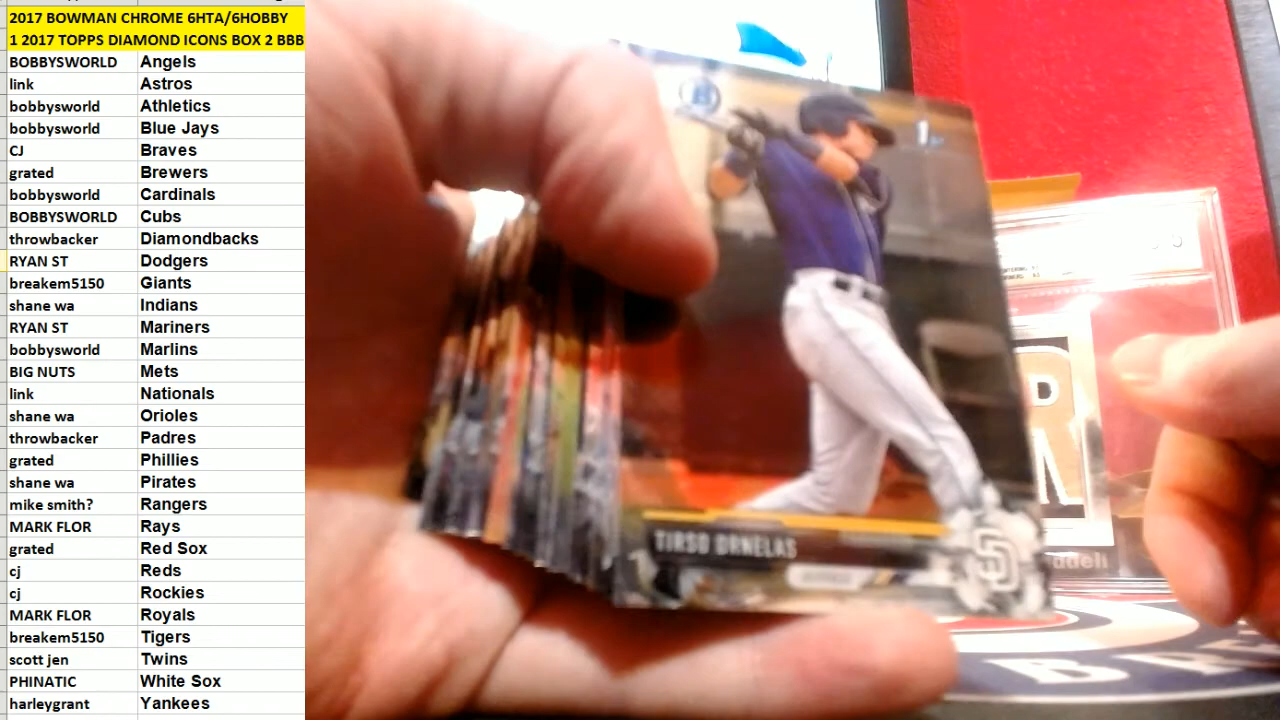 2017 BOWMAN CHROME 6HTA/6HOBBY
1 2017 TOPPS DIAMOND ICONS BOX 2 BBB
BOBBYSWORLD Angels
link Astros
bobbysworld Athletics
bobbysworld Blue Jays
CJ Braves
grated Brewers
bobbysworld Cardinals
BOBBYSWORLD Cubs
throwbacker Diamondbacks
RYAN ST Dodgers
breakem5150 Giants
shane wa Indians
RYAN ST Mariners
bobbysworld Marlins
BIG NUTS Mets
link Nationals
shane wa Orioles
throwbacker Padres
grated Phillies
shane wa Pirates
mike smith? Rangers
MARK FLOR Rays
grated Red Sox
cj Reds
cj Rockies
MARK FLOR Royals
breakem5150 Tigers
scott jen Twins
PHINATIC White Sox
harleygrant Yankees
B
1st
TIRSO ORNELAS
SD